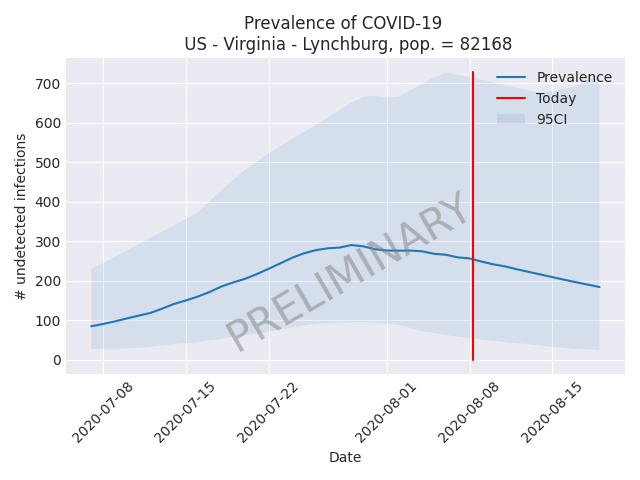 Prevalence of COVID-19
US - Virginia - Lynchburg, pop. = 82168
# undetected infections
700
600
500
400
300
200
100
0
Prevalence
Today
95CI
PRELIMINARY
2020-07-08
2020-07-15
2020-07-22
2020-08-01
2020-08-08
2020-08-15
Date